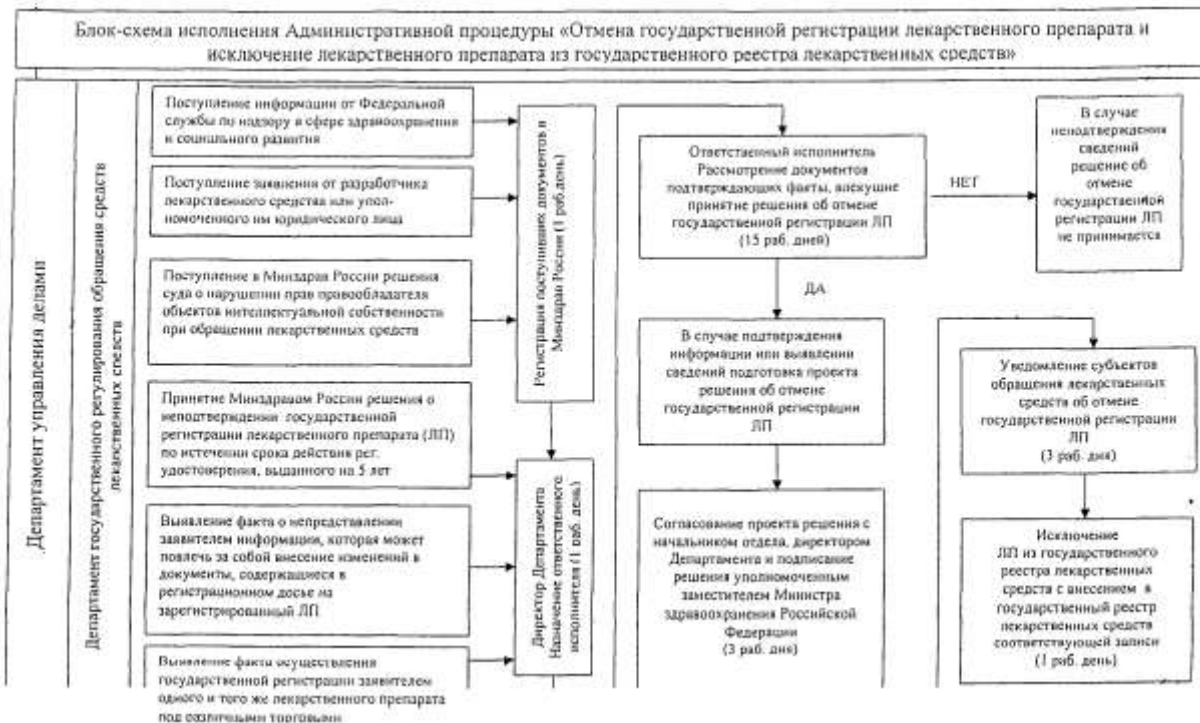 Блок-схема исполнения Административной процедуры «Отмена государственной регистрации лекарственного препарата и
исключение лекарственного препарата из государственного реестра лекарственных средств»
Департамент управления делами
Департамент государственного регулирования обращения средств
лекарственных средств
Поступление информации от Федеральной
службы по надзору в сфере здравоохранения
и социального развития
Поступление заявления от разработчика
лекарственного средства или упол-
номоченного им юридического лица
Поступление в Минздрав России решения
суда о нарушении прав правообладателя
объектов интеллектуальной собственности
при обращении лекарственных средств
Принятие Минздравом России решения о
неподтверждении государственной
регистрации лекарственного препарата (ЛП)
по истечении срока действия рег.
удостоверения, выданного на 5 лет
Выявление факта о непредставлении
заявителем информации, которая может
повлечь за собой внесение изменений в
документы, содержащиеся в
регистрационном досье на
зарегистрированный ЛП
Выявление факта осуществления
государственной регистрации заявителем
одного и того же лекарственного препарата
под различными торговыми
Регистрация поступивших документов в
Минздрав России (1 раб.день)
Директор Департамента
Назначение ответственного
исполнителя (1 раб. день)
Ответственный исполнитель
Рассмотрение документов
подтверждающих факты, влекущие
принятие решения об отмене
государственной регистрации ЛП
(15 раб. дней)
НЕТ
В случае
неподтверждения
сведений
решение об
отмене
государственной
регистрации ЛП
не принимается
ДА
В случае подтверждения
информации или выявлении
сведений подготовка проекта
решения об отмене
государственной регистрации
ЛП
Согласование проекта решения с
начальником отдела, директором
Департамента и подписание
решения уполномоченным
заместителем Министра
здравоохранения Российской
Федерации
(3 раб. дня)
Уведомление субъектов
обращения лекарственных
средств об отмене
государственной регистрации
ЛП
(3 раб. дня)
Исключение
ЛП из государственного
реестра лекарственных
средств с внесением в
государственный реестр
лекарственных средств
соответствующей записи
(1 раб. день)